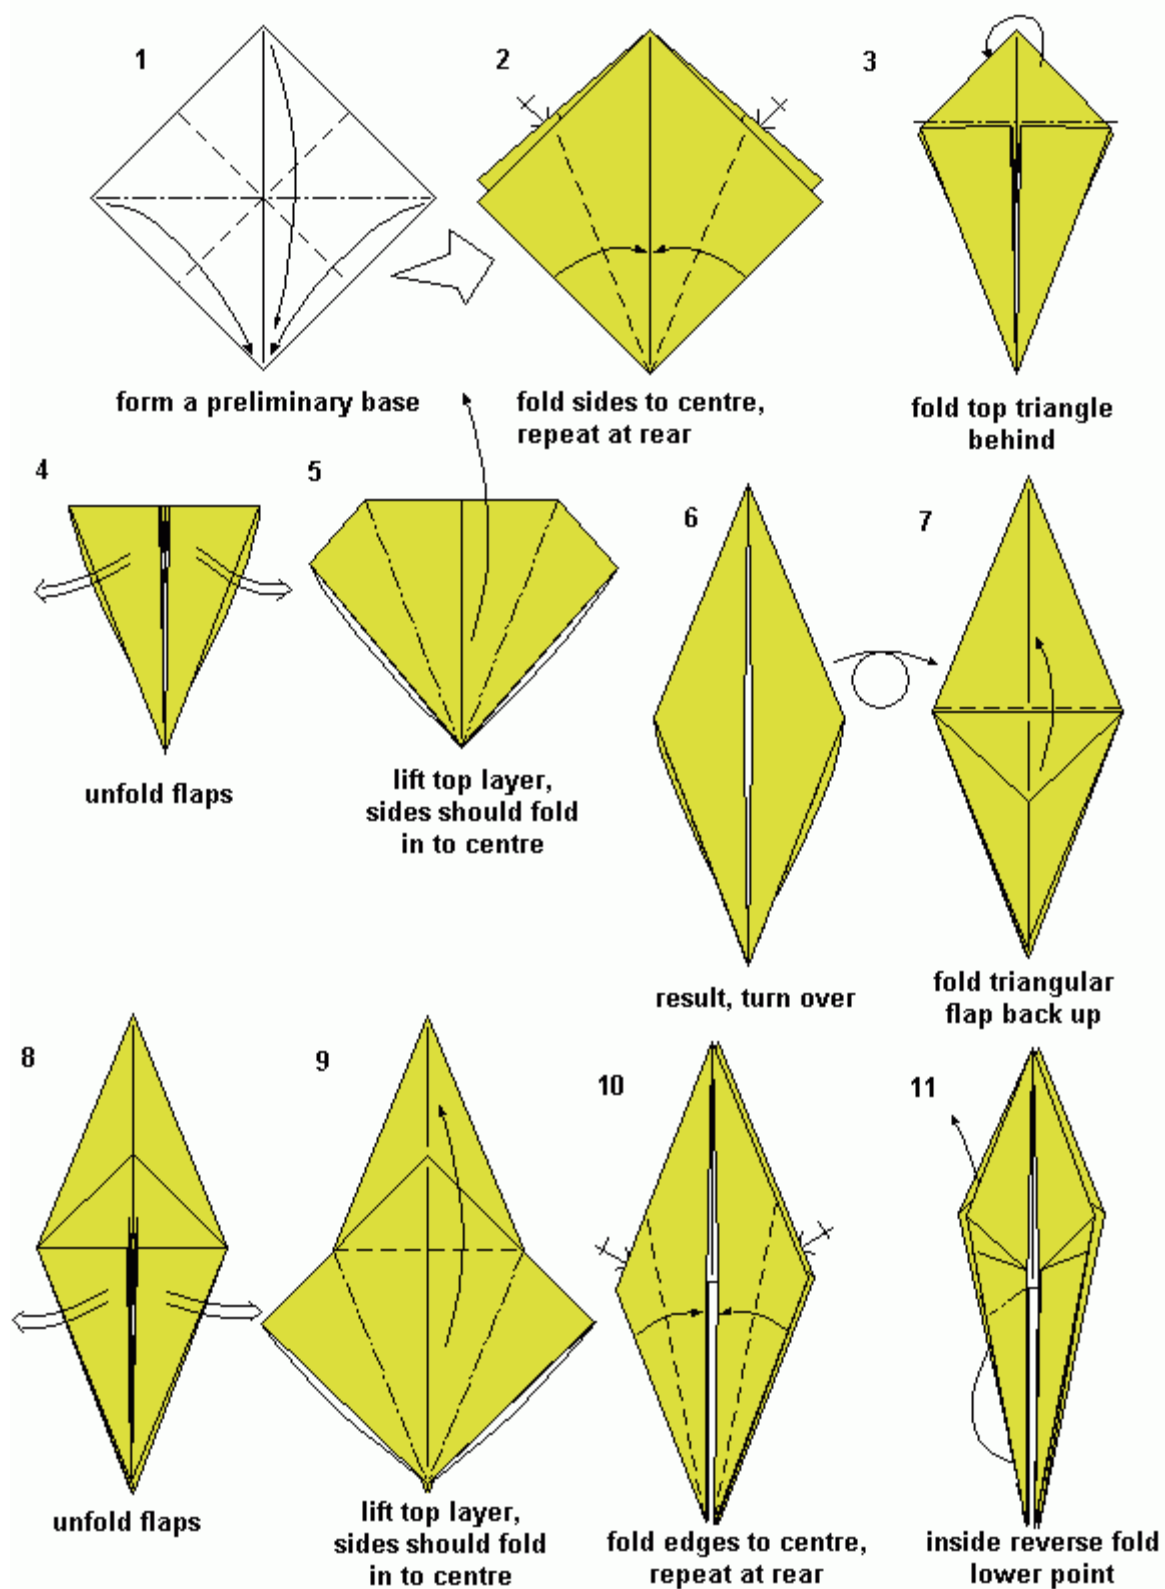 1
form a preliminary base
2
fold sides to centre,
repeat at rear
3
fold top triangle
behind
4
unfold flaps
5
lift top layer,
sides should fold
in to centre
6
result, turn over
7
fold triangular
flap back up
8
unfold flaps
9
lift top layer,
sides should fold
in to centre
10
fold edges to centre,
repeat at rear
11
inside reverse fold
lower point